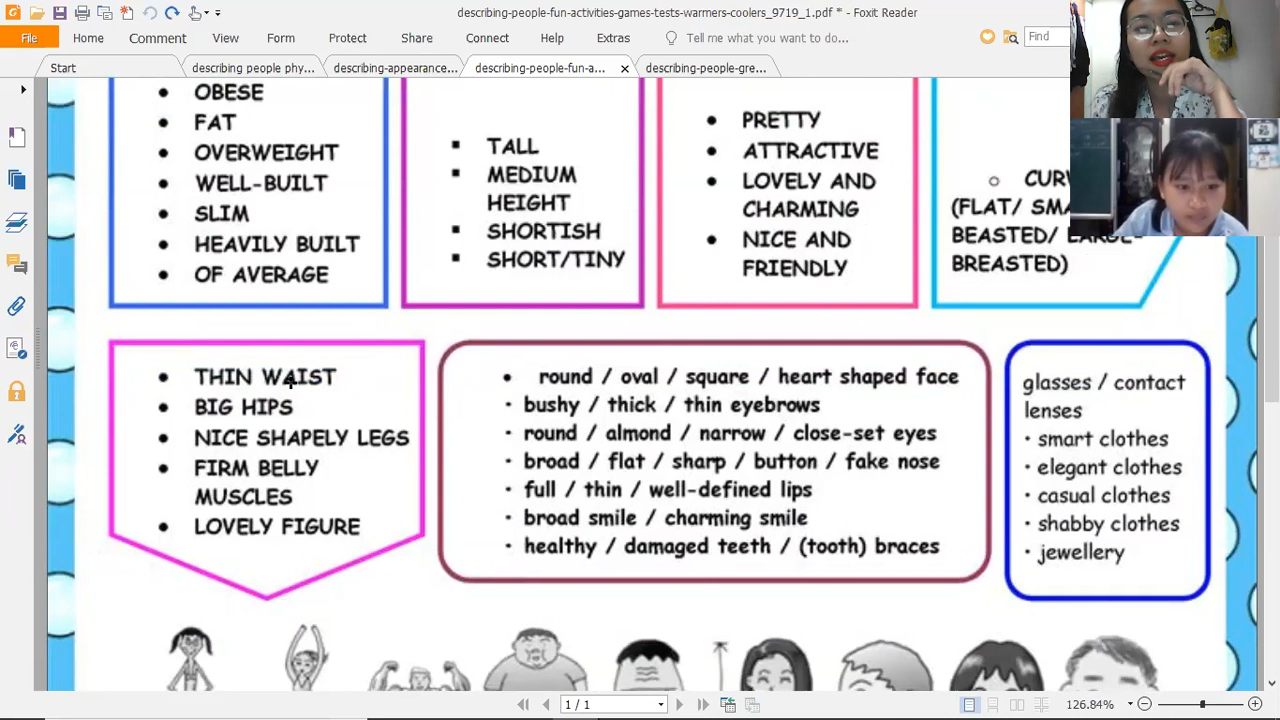 describing-people-fun-activities-games-tests-warmers-coolers_9719_1.pdf * - Foxit Reader
File Home Comment View Form Protect Share Connect Help Extras Tell me what you want to do... Find
Start describing people phy... describing-appearance... describing-people-fun-a... describing-people-gre...
• OBESE
• FAT
• OVERWEIGHT
• WELL-BUILT
• SLIM
• HEAVILY BUILT
• OF AVERAGE
▪ TALL
▪ MEDIUM
HEIGHT
▪ SHORTISH
▪ SHORT/TINY
• PRETTY
• ATTRACTIVE
• LOVELY AND
CHARMING
• NICE AND
FRIENDLY
(FLAT/
BEASTED/ LARGE-
BREASTED)
• THIN WAIST
• BIG HIPS
• NICE SHAPELY LEGS
• FIRM BELLY
MUSCLES
• LOVELY FIGURE
• round / oval / square / heart shaped face
· bushy / thick / thin eyebrows
· round / almond / narrow / close-set eyes
· broad / flat / sharp / button / fake nose
· full / thin / well-defined lips
· broad smile / charming smile
· healthy / damaged teeth / (tooth) braces
glasses / contact
lenses
· smart clothes
· elegant clothes
· casual clothes
· shabby clothes
· jewellery
1 / 1 126.84%